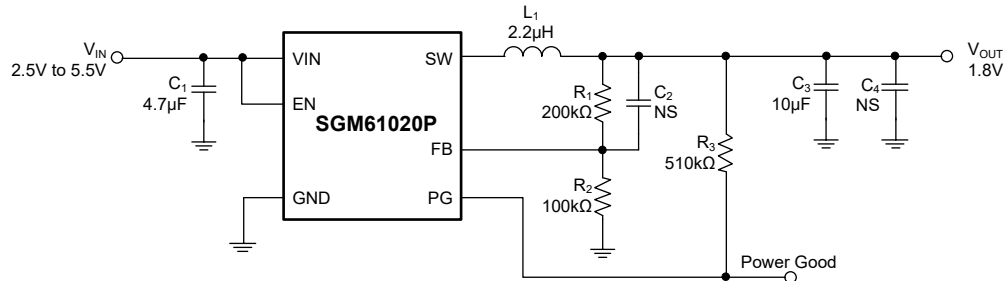 V_IN
2.5V to 5.5V
C_1
4.7μF
VIN
EN
GND
SGM61020P
SW
FB
PG
L_1
2.2μH
R_1
200kΩ
C_2
NS
R_2
100kΩ
R_3
510kΩ
C_3
10μF
C_4
NS
V_OUT
1.8V
Power Good